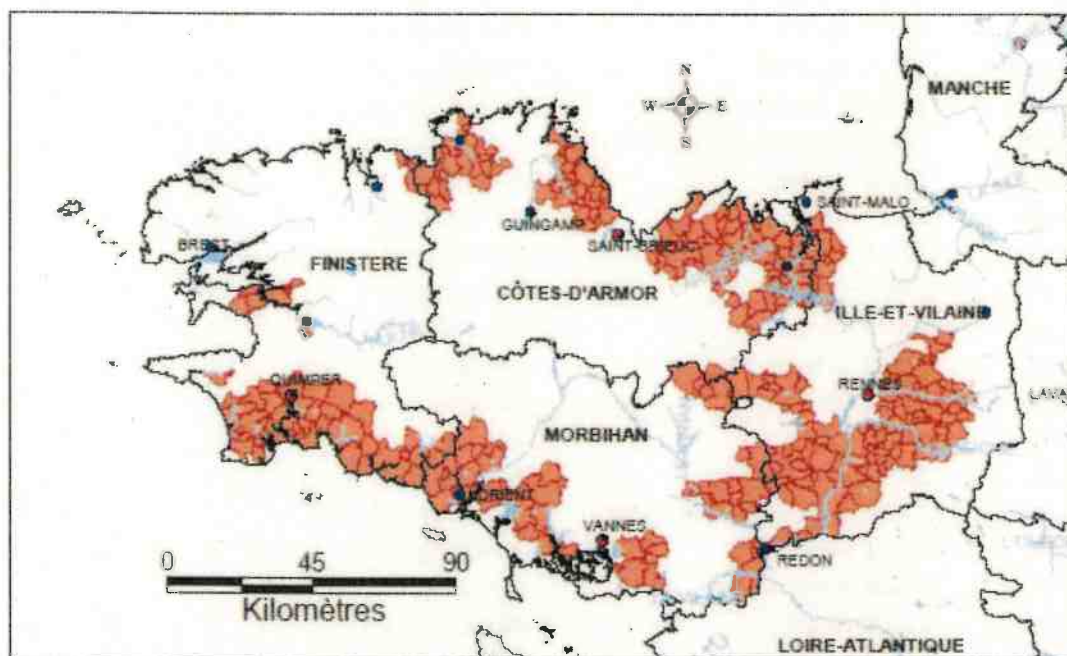 MANCHE
N
W E
S
SAINT-MALO
GUINGAMP
SAINT-BRIEUC
BREST
FINISTERE
CÔTES-D'ARMOR
ILLE-ET-VILAINE
QUIMPER
RENNES
LAVA
MORBIHAN
LORIENT
VANNES
REDON
0 45 90
Kilomètres
LOIRE-ATLANTIQUE